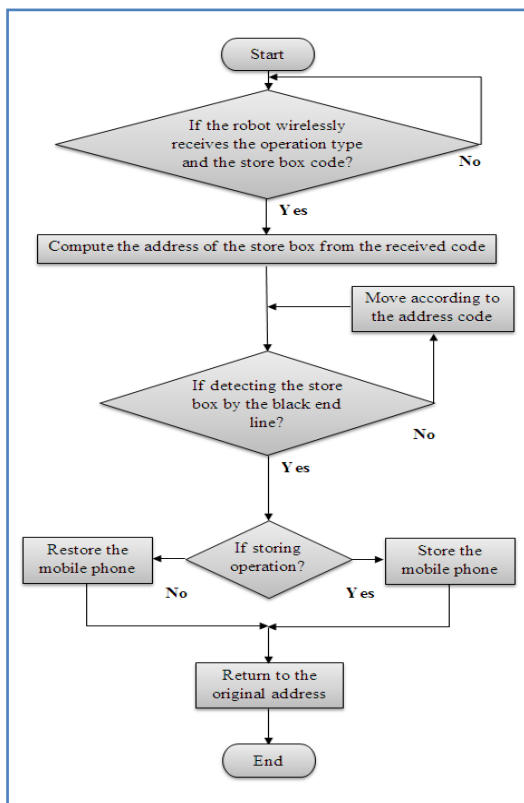 Start
If the robot wirelessly
receives the operation type
and the store box code?
No
Yes
Compute the address of the store box from the received code
Move according to
the address code
If detecting the store
box by the black end
line?
No
Yes
Restore the
mobile phone
If storing
operation?
Store the
mobile phone
No
Yes
Return to the
original address
End